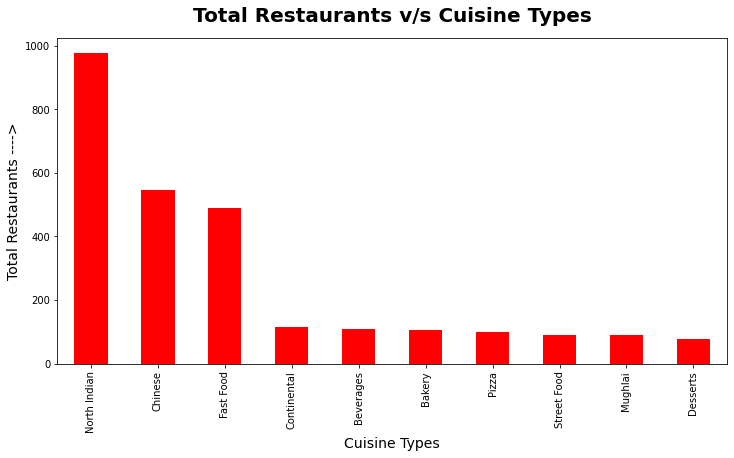 Total Restaurants v/s Cuisine Types
Total Restaurants ---->
1000
800
600
400
200
0
North Indian
Chinese
Fast Food
Continental
Beverages
Bakery
Pizza
Street Food
Mughlai
Desserts
Cuisine Types